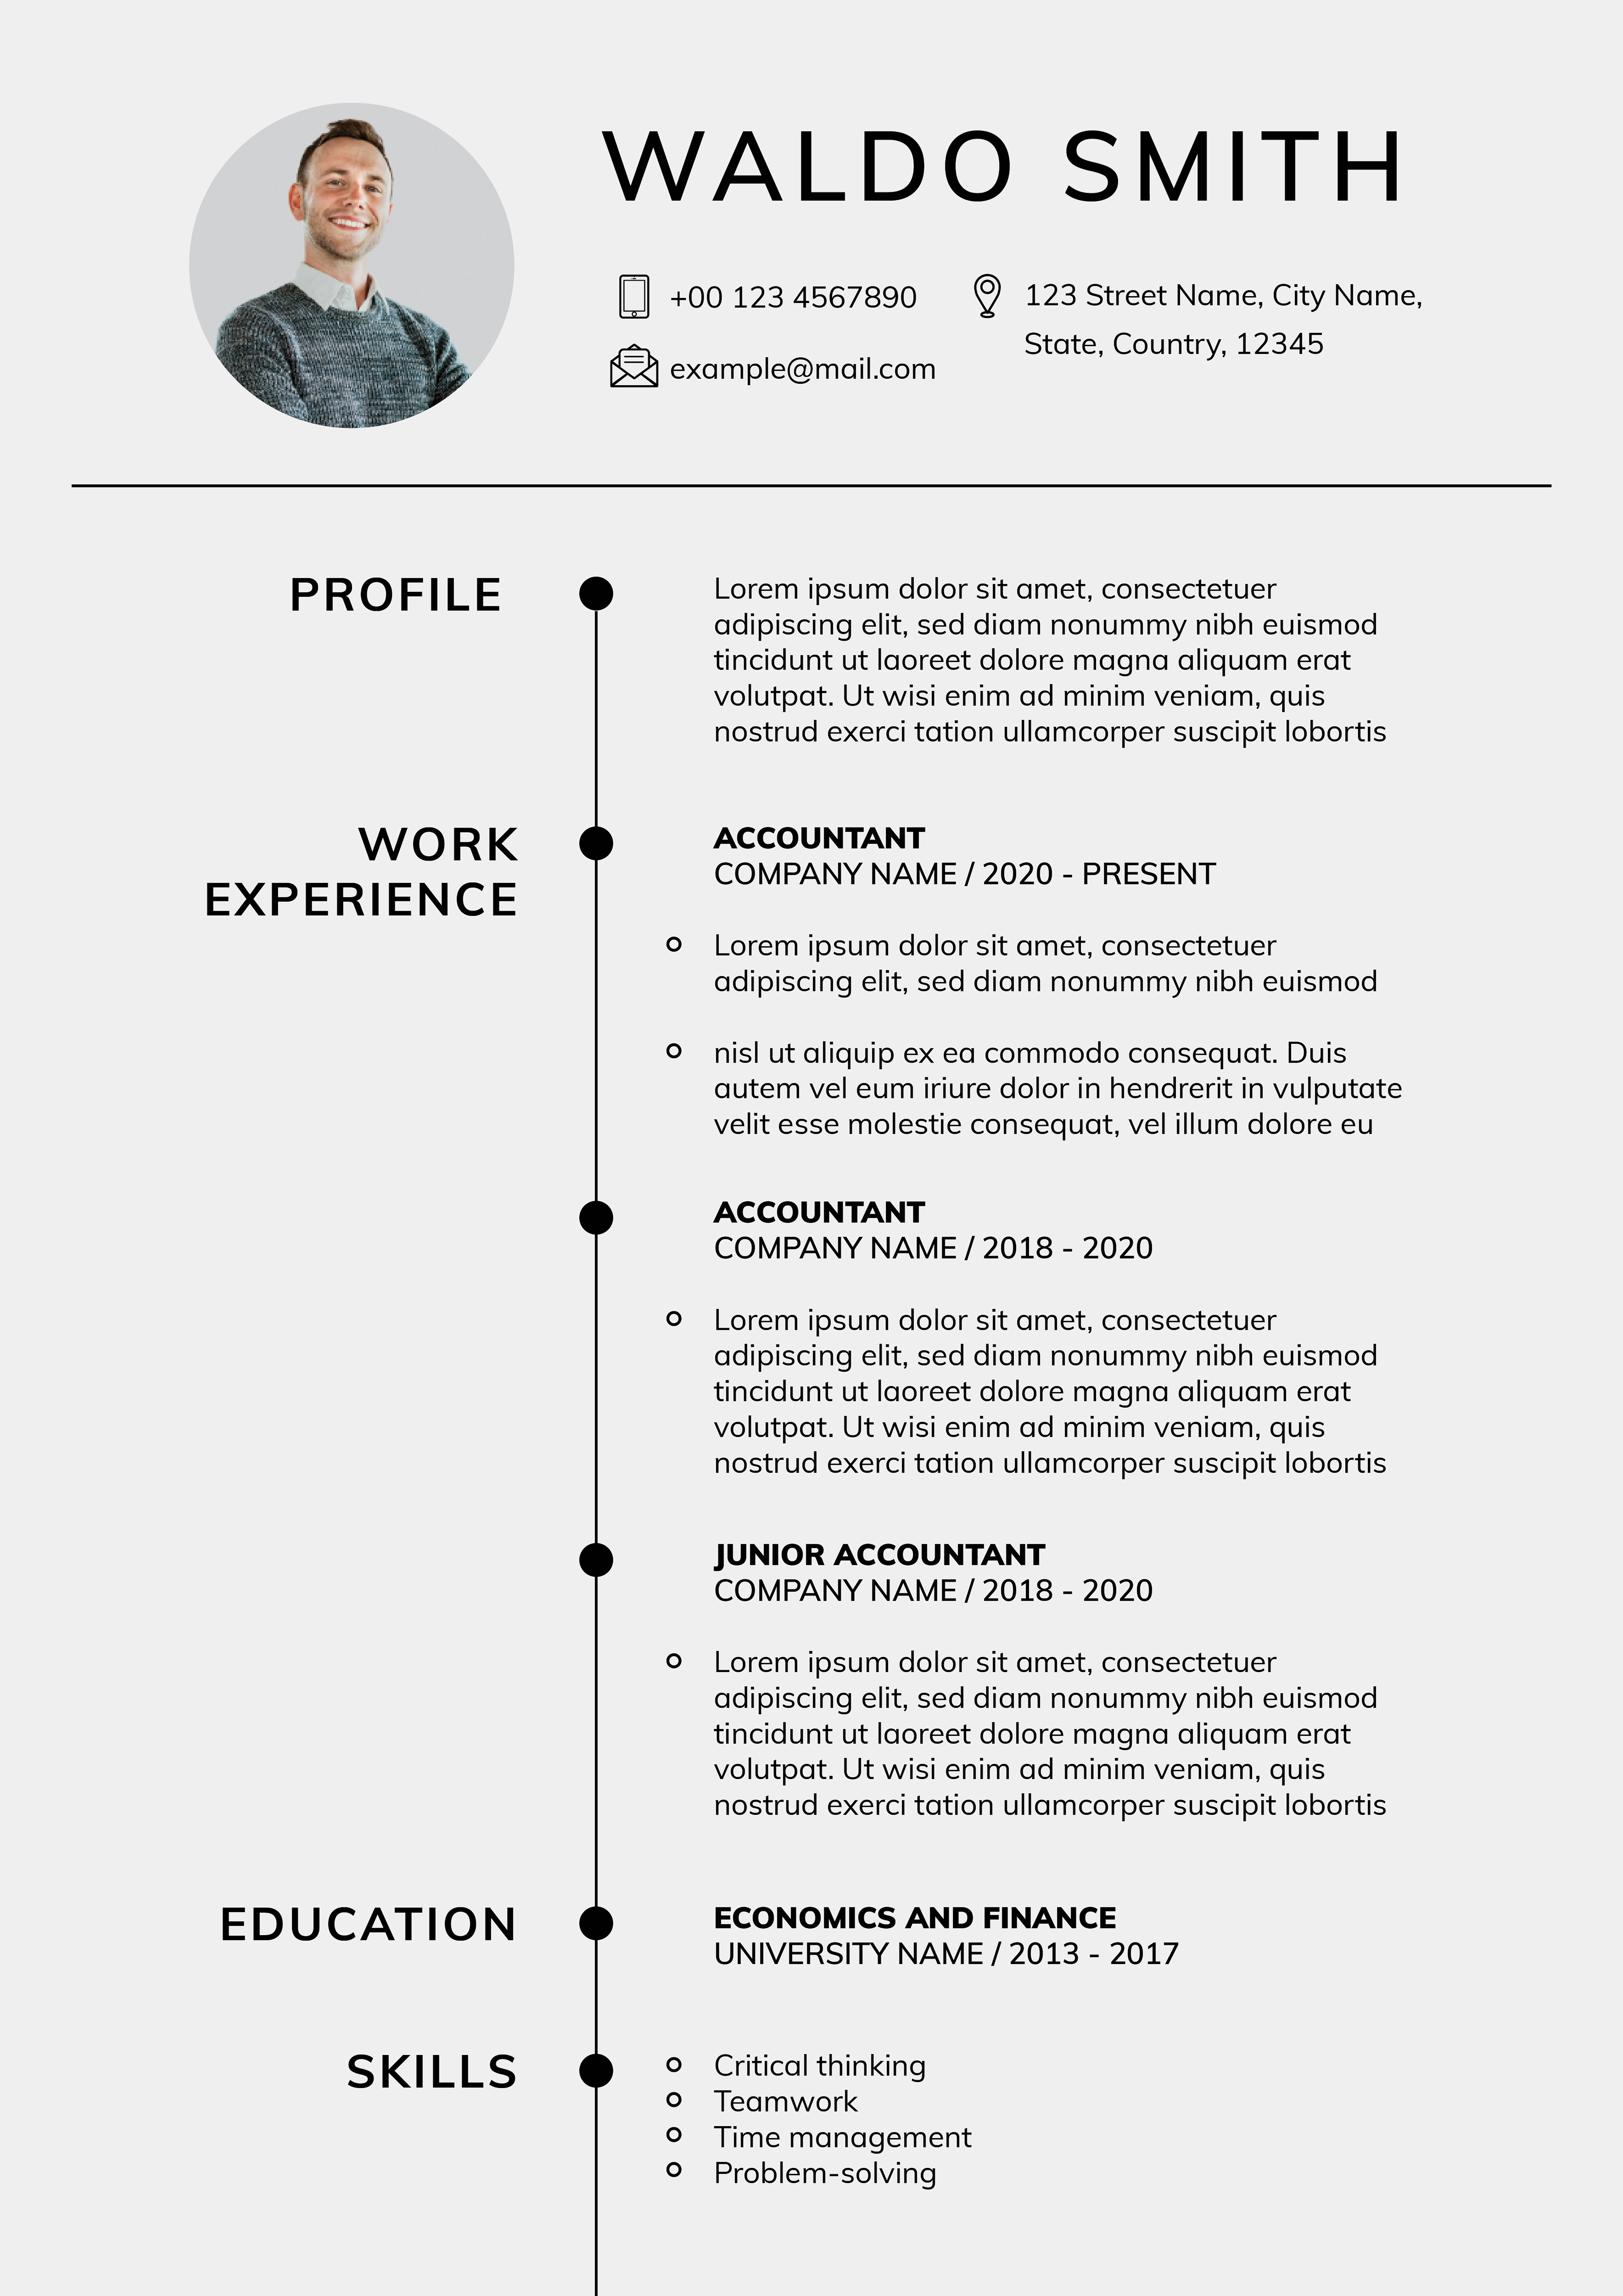 WALDO SMITH
+00 123 4567890
example@mail.com
123 Street Name, City Name,
State, Country, 12345
PROFILE
Lorem ipsum dolor sit amet, consectetuer
adipiscing elit, sed diam nonummy nibh euismod
tincidunt ut laoreet dolore magna aliquam erat
volutpat. Ut wisi enim ad minim veniam, quis
nostrud exerci tation ullamcorper suscipit lobortis
WORK
EXPERIENCE
ACCOUNTANT
COMPANY NAME / 2020 - PRESENT
Lorem ipsum dolor sit amet, consectetuer
adipiscing elit, sed diam nonummy nibh euismod
nisl ut aliquip ex ea commodo consequat. Duis
autem vel eum iriure dolor in hendrerit in vulputate
velit esse molestie consequat, vel illum dolore eu
ACCOUNTANT
COMPANY NAME / 2018 - 2020
Lorem ipsum dolor sit amet, consectetuer
adipiscing elit, sed diam nonummy nibh euismod
tincidunt ut laoreet dolore magna aliquam erat
volutpat. Ut wisi enim ad minim veniam, quis
nostrud exerci tation ullamcorper suscipit lobortis
JUNIOR ACCOUNTANT
COMPANY NAME / 2018 - 2020
Lorem ipsum dolor sit amet, consectetuer
adipiscing elit, sed diam nonummy nibh euismod
tincidunt ut laoreet dolore magna aliquam erat
volutpat. Ut wisi enim ad minim veniam, quis
nostrud exerci tation ullamcorper suscipit lobortis
EDUCATION
ECONOMICS AND FINANCE
UNIVERSITY NAME / 2013 - 2017
SKILLS
Critical thinking
Teamwork
Time management
Problem-solving